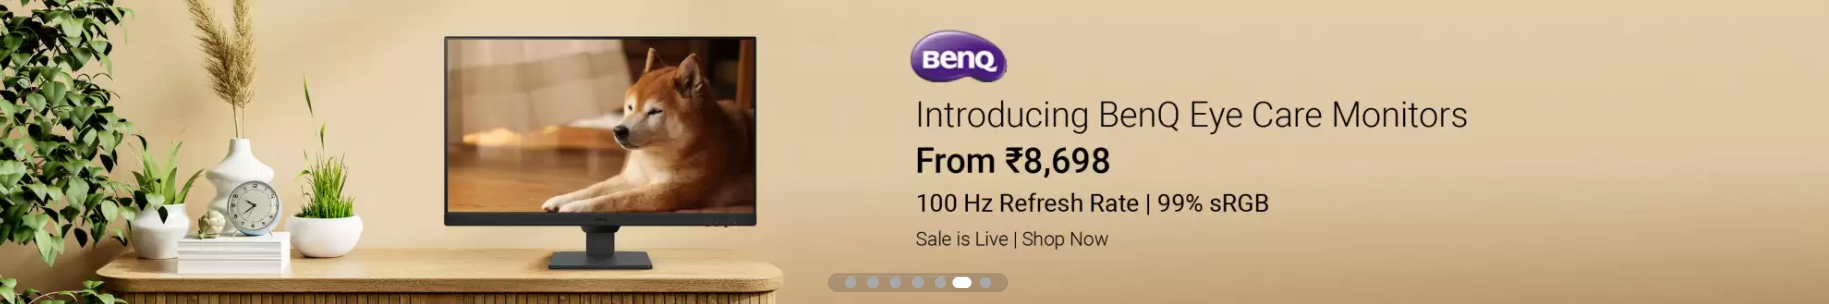 BenQ
Introducing BenQ Eye Care Monitors
From ₹8,698
100 Hz Refresh Rate | 99% sRGB
Sale is Live | Shop Now